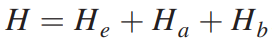 H = H_e + H_a + H_b